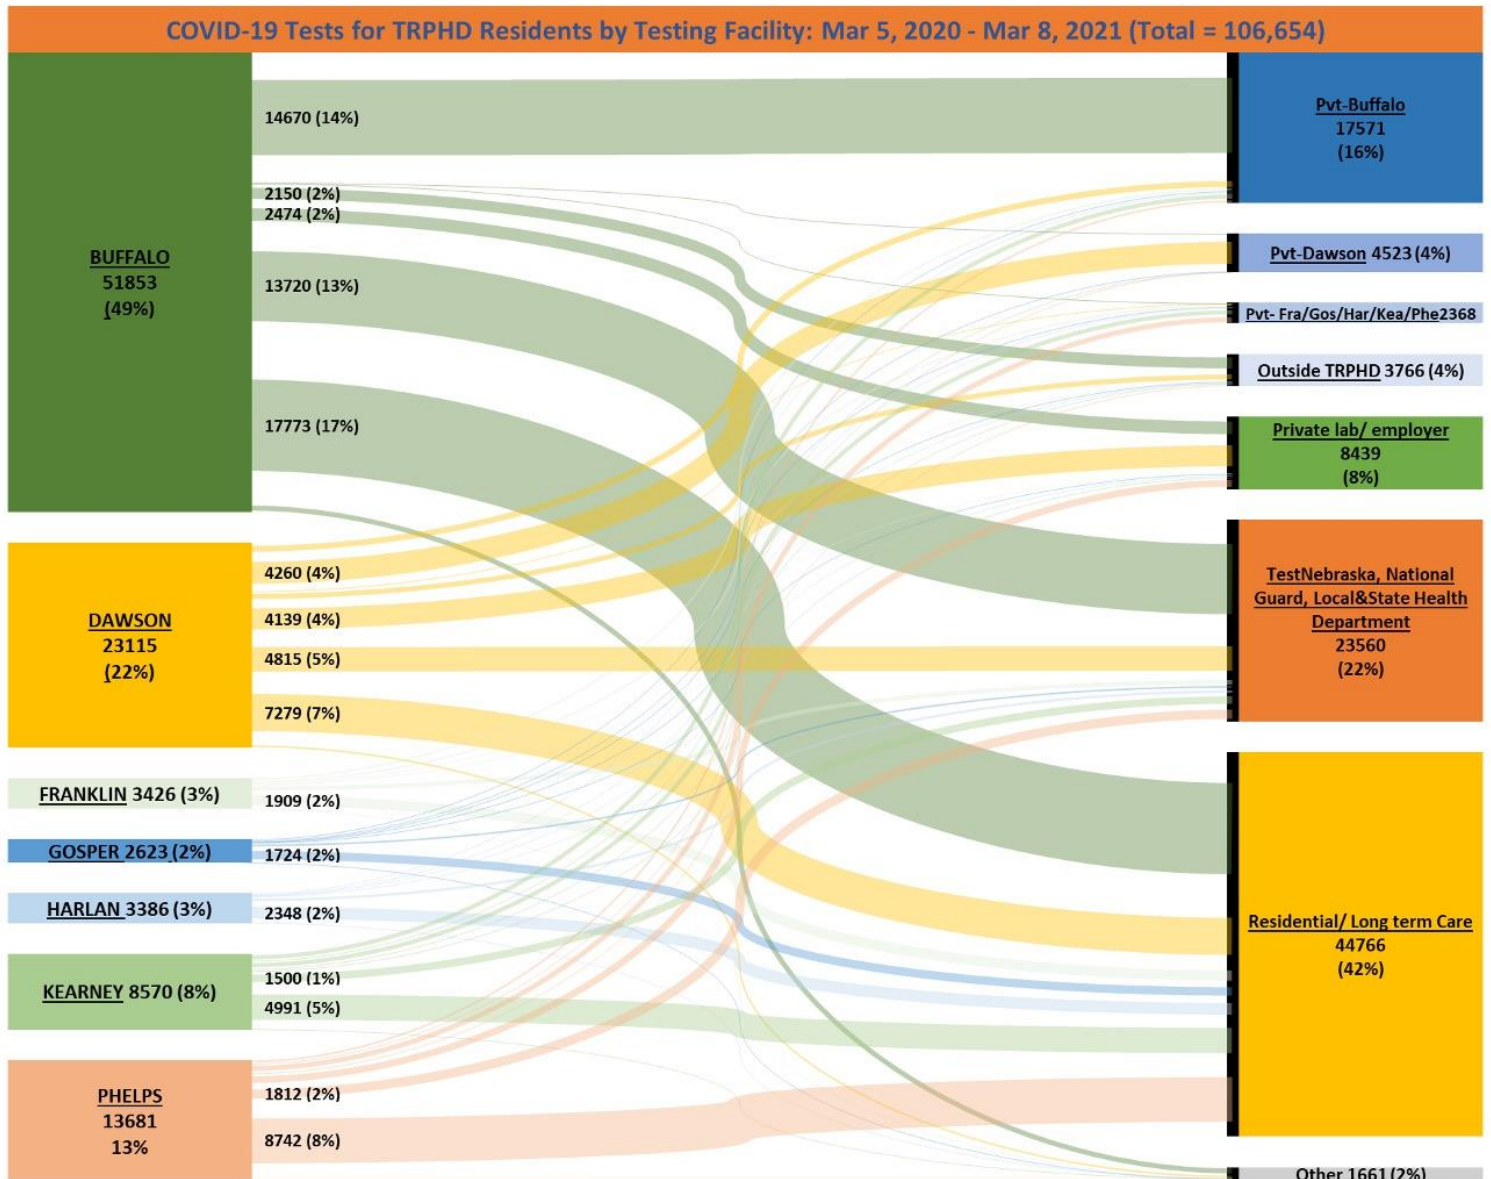 COVID-19 Tests for TRPHD Residents by Testing Facility: Mar 5, 2020 - Mar 8, 2021 (Total = 106,654)
BUFFALO
51853
(49%)
14670 (14%)
2150 (2%)
2474 (2%)
13720 (13%)
17773 (17%)
DAWSON
23115
(22%)
4260 (4%)
4139 (4%)
4815 (5%)
7279 (7%)
FRANKLIN 3426 (3%)
1909 (2%)
GOSPER 2623 (2%)
1724 (2%)
HARLAN 3386 (3%)
2348 (2%)
KEARNEY 8570 (8%)
1500 (1%)
4991 (5%)
PHELPS
13681
13%
1812 (2%)
8742 (8%)
Pvt-Buffalo
17571
(16%)
Pvt-Dawson 4523 (4%)
Pvt- Fra/Gos/Har/Kea/Phe2368
Outside TRPHD 3766 (4%)
Private lab/ employer
8439
(8%)
TestNebraska, National
Guard, Local&State Health
Department
23560
(22%)
Residential/ Long term Care
44766
(42%)
Other 1661 (2%)